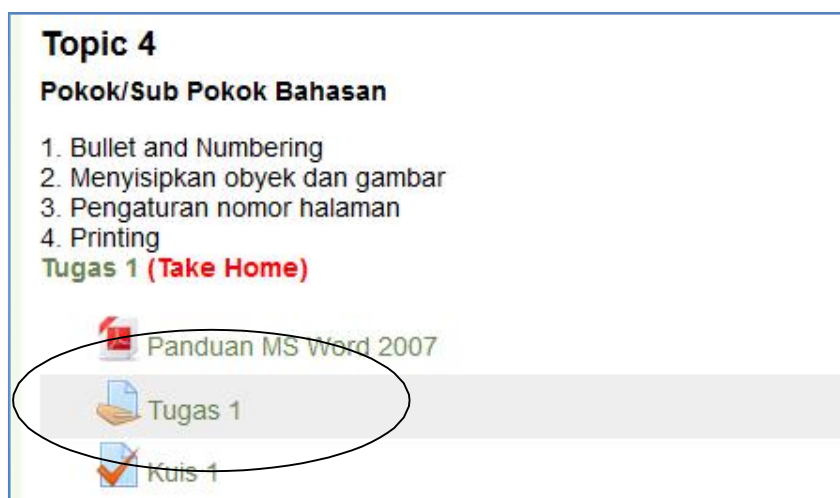 Topic 4
Pokok/Sub Pokok Bahasan
1. Bullet and Numbering
2. Menyisipkan obyek dan gambar
3. Pengaturan nomor halaman
4. Printing
Tugas 1 (Take Home)
Panduan MS Word 2007
Tugas 1
Kuis 1